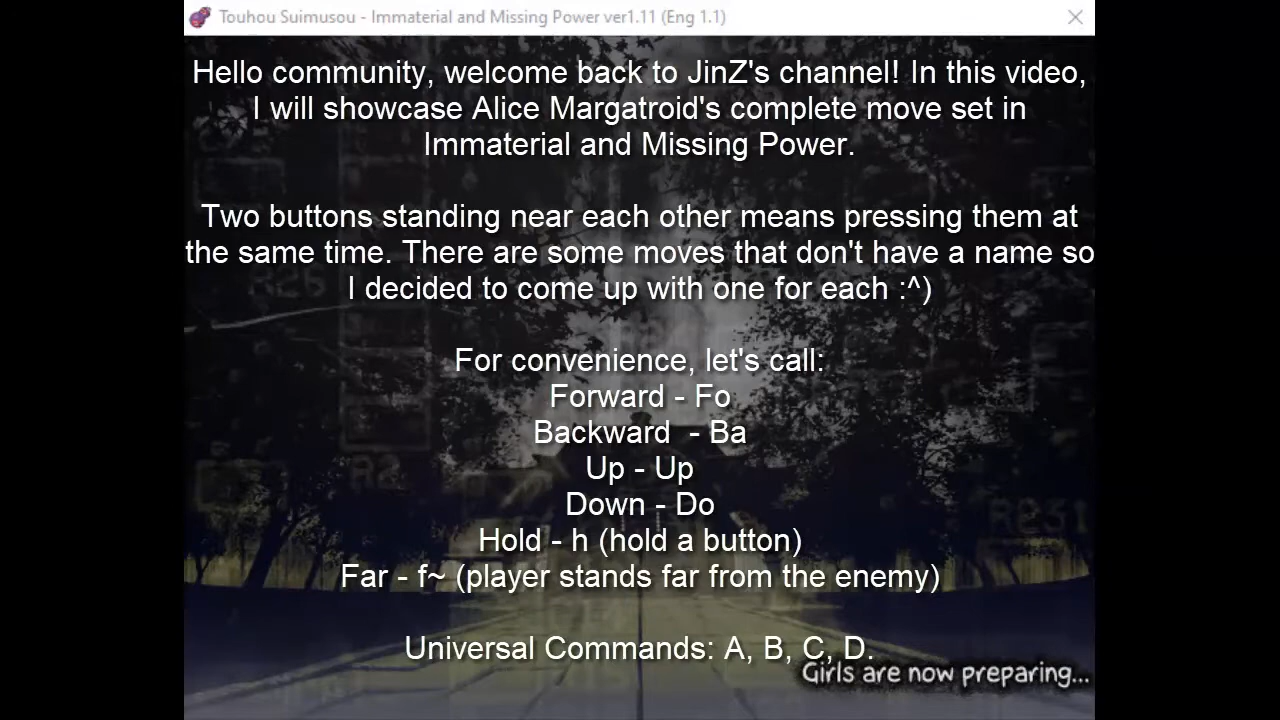 Touhou Suimusou - Immaterial and Missing Power ver1.11 (Eng 1.1)
Hello community, welcome back to JinZ's channel! In this video,
I will showcase Alice Margatroid's complete move set in
Immaterial and Missing Power.
Two buttons standing near each other means pressing them at
the same time. There are some moves that don't have a name so
I decided to come up with one for each :^)
For convenience, let's call:
Forward - Fo
Backward  - Ba
Up - Up
Down - Do
Hold - h (hold a button)
Far - f~ (player stands far from the enemy)
Universal Commands: A, B, C, D.
Girls are now preparing...
R26
R2
R231